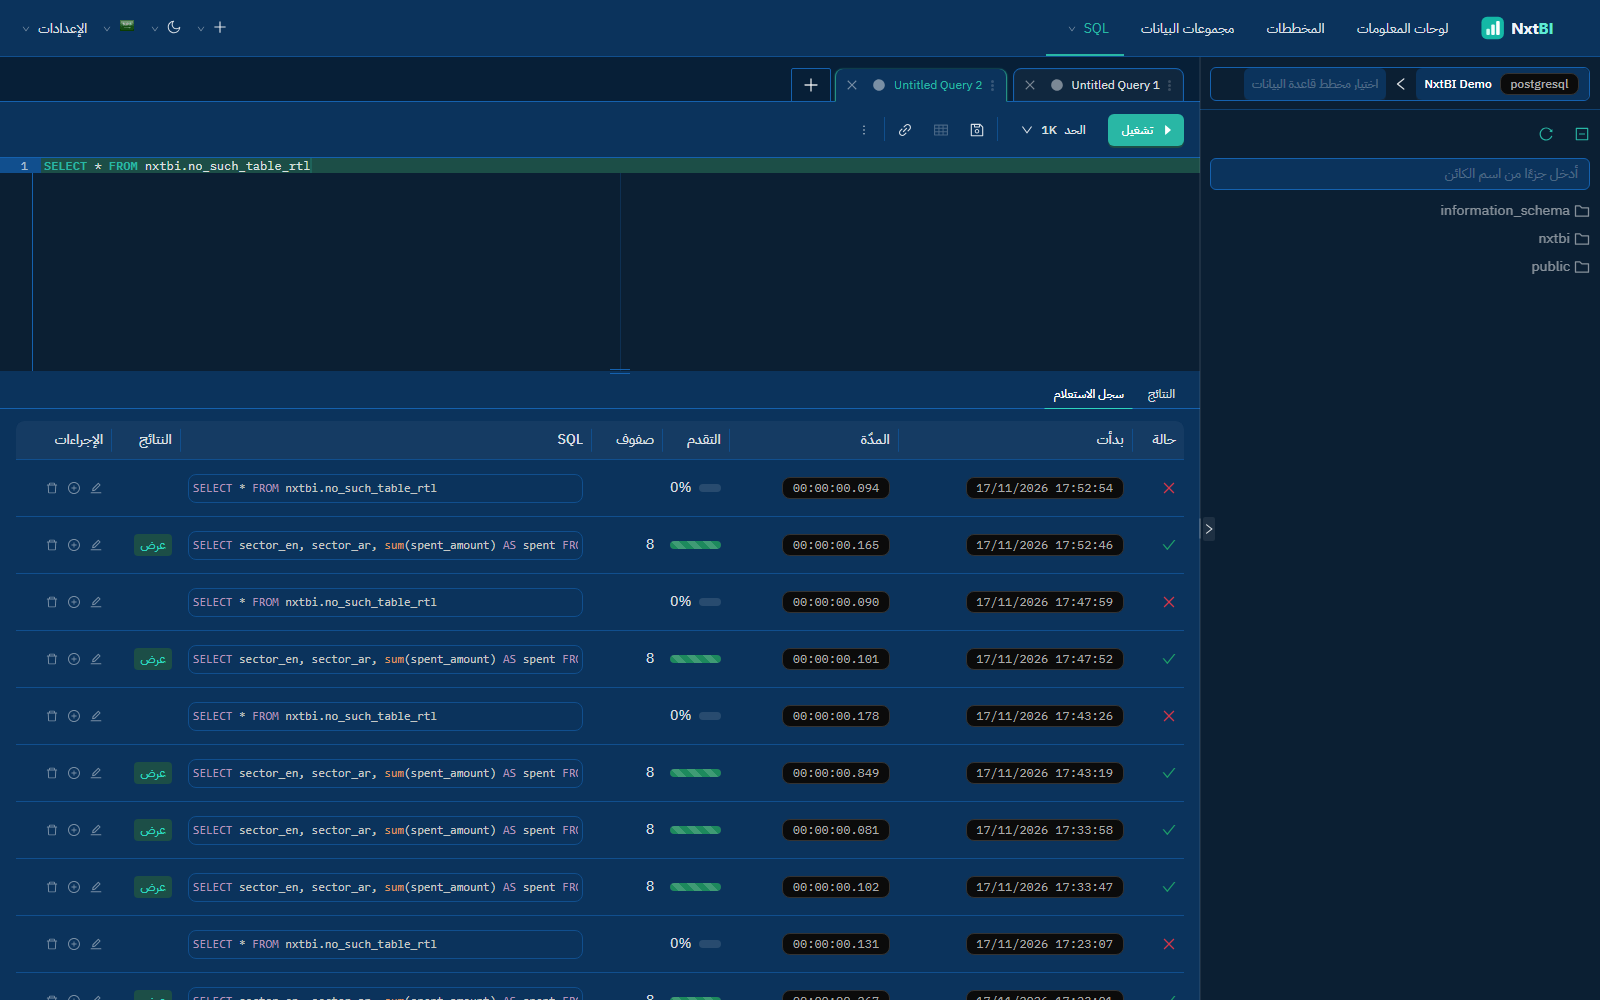 NxtBI
لوحات المعلومات
المخططات
مجموعات البيانات
SQL
الإعدادات
postgresql
NxtBI Demo
اختيار مخطط قاعدة البيانات
أدخل جزءًا من اسم الكائن
information_schema
nxtbi
public
Untitled Query 1
Untitled Query 2
تشغيل
الحد 1K
1 SELECT * FROM nxtbi.no_such_table_rtl
النتائج
سجل الاستعلام
حالة بدأت المدّة التقدم صفوف SQL النتائج الإجراءات
17/11/2026 17:52:54 00:00:00.094 0% SELECT * FROM nxtbi.no_such_table_rtl
17/11/2026 17:52:46 00:00:00.165 8 SELECT sector_en, sector_ar, sum(spent_amount) AS spent FRO عرض
17/11/2026 17:47:59 00:00:00.090 0% SELECT * FROM nxtbi.no_such_table_rtl
17/11/2026 17:47:52 00:00:00.101 8 SELECT sector_en, sector_ar, sum(spent_amount) AS spent FRO عرض
17/11/2026 17:43:26 00:00:00.178 0% SELECT * FROM nxtbi.no_such_table_rtl
17/11/2026 17:43:19 00:00:00.849 8 SELECT sector_en, sector_ar, sum(spent_amount) AS spent FRO عرض
17/11/2026 17:33:58 00:00:00.081 8 SELECT sector_en, sector_ar, sum(spent_amount) AS spent FRO عرض
17/11/2026 17:33:47 00:00:00.102 8 SELECT sector_en, sector_ar, sum(spent_amount) AS spent FRO عرض
17/11/2026 17:23:07 00:00:00.131 0% SELECT * FROM nxtbi.no_such_table_rtl